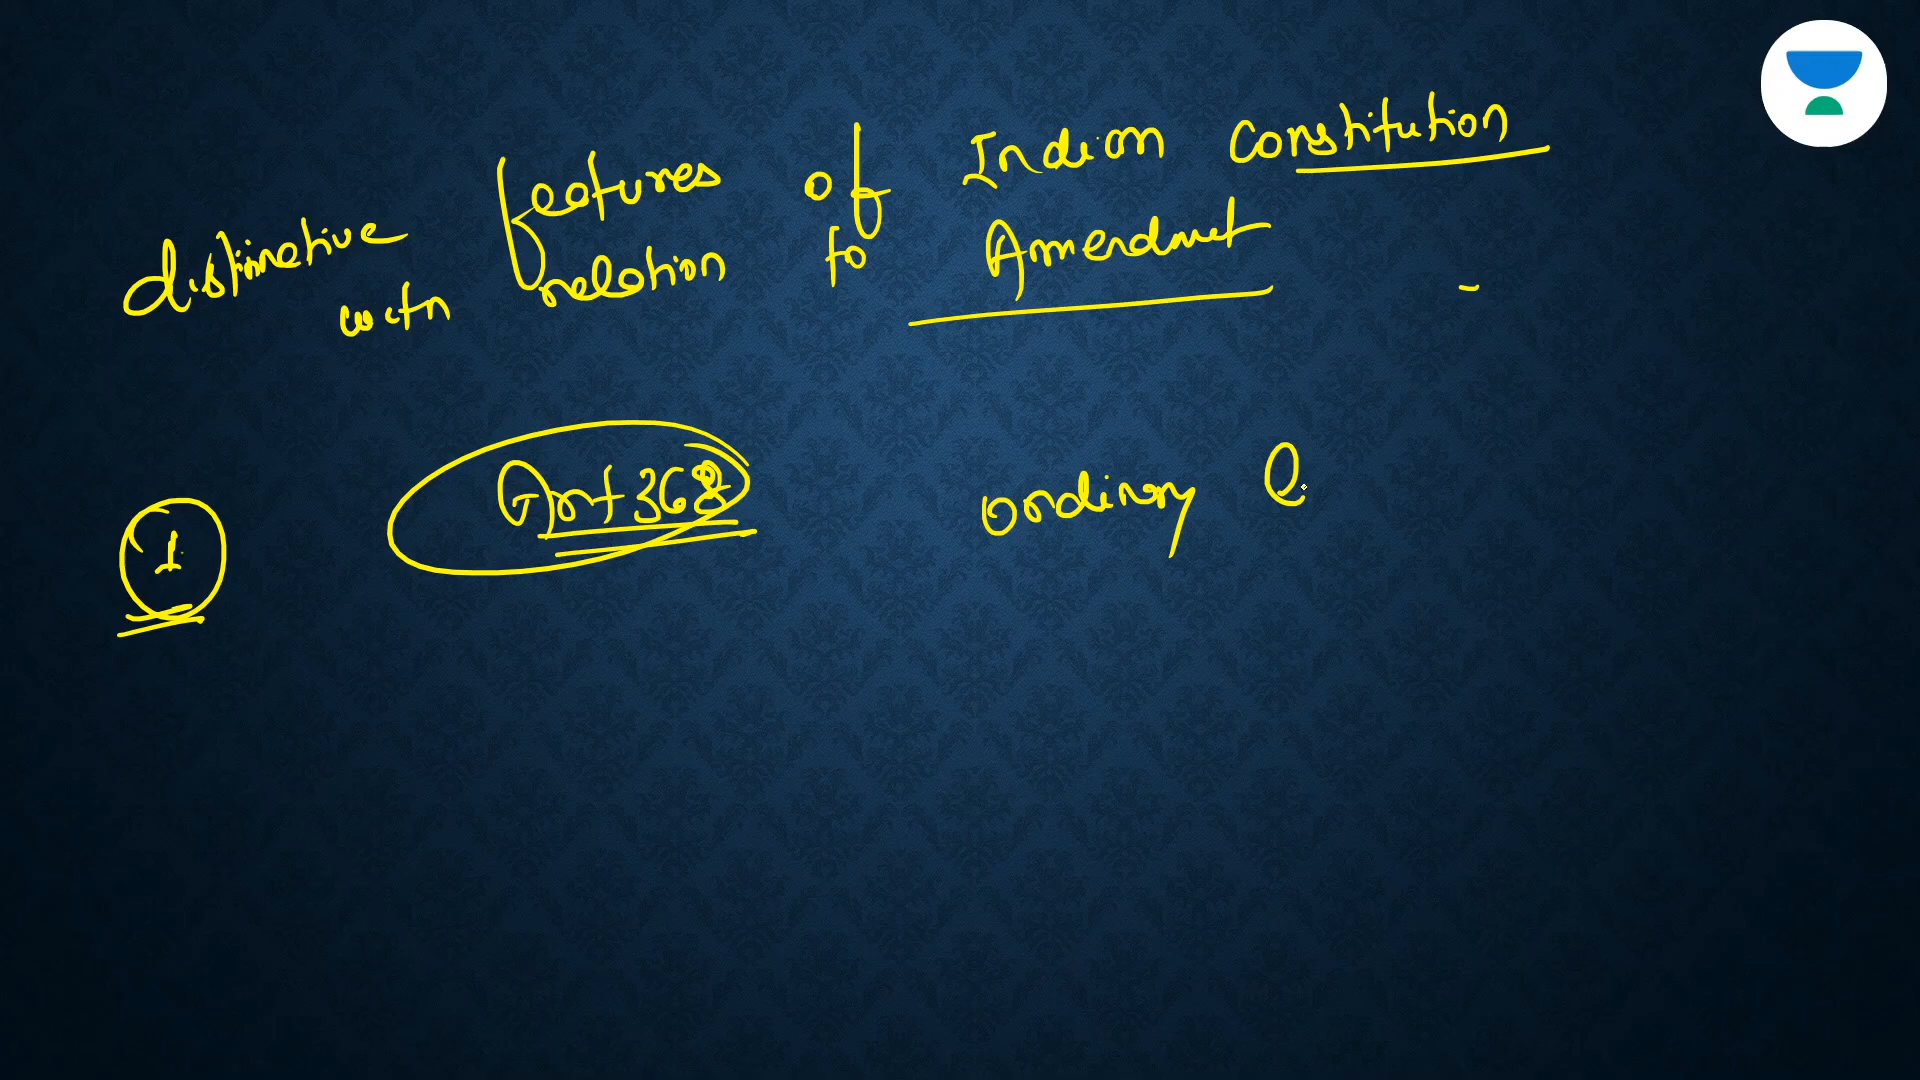 distinctive features of Indian Constitution
with relation to Amendment -
1 Art 368 ordinary l